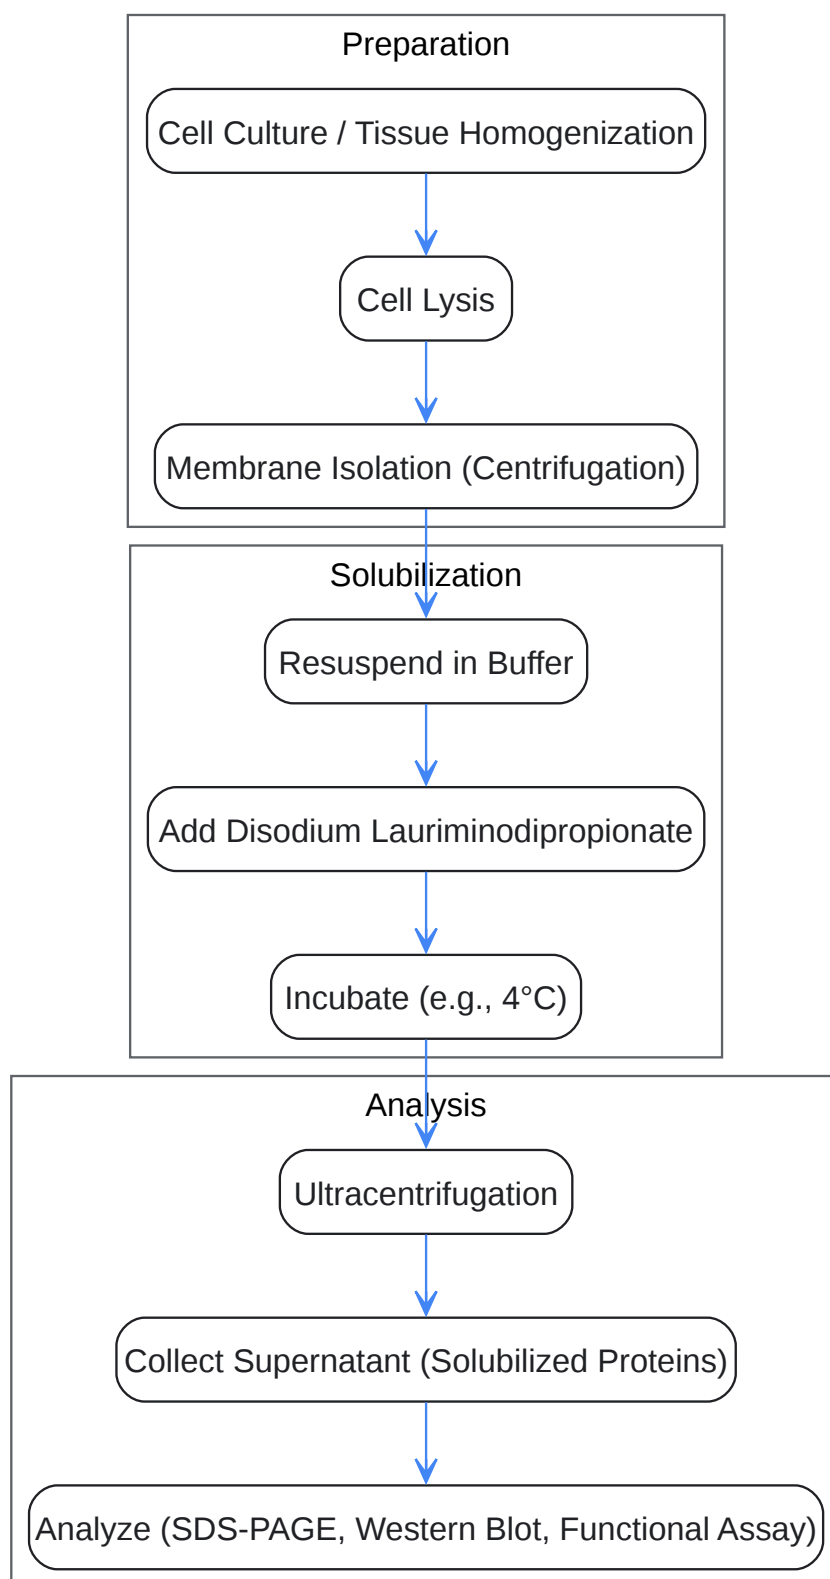 Preparation
Cell Culture / Tissue Homogenization
Cell Lysis
Membrane Isolation (Centrifugation)
Solubilization
Resuspend in Buffer
Add Disodium Lauriminodipropionate
Incubate (e.g., 4°C)
Analysis
Ultracentrifugation
Collect Supernatant (Solubilized Proteins)
Analyze (SDS-PAGE, Western Blot, Functional Assay)